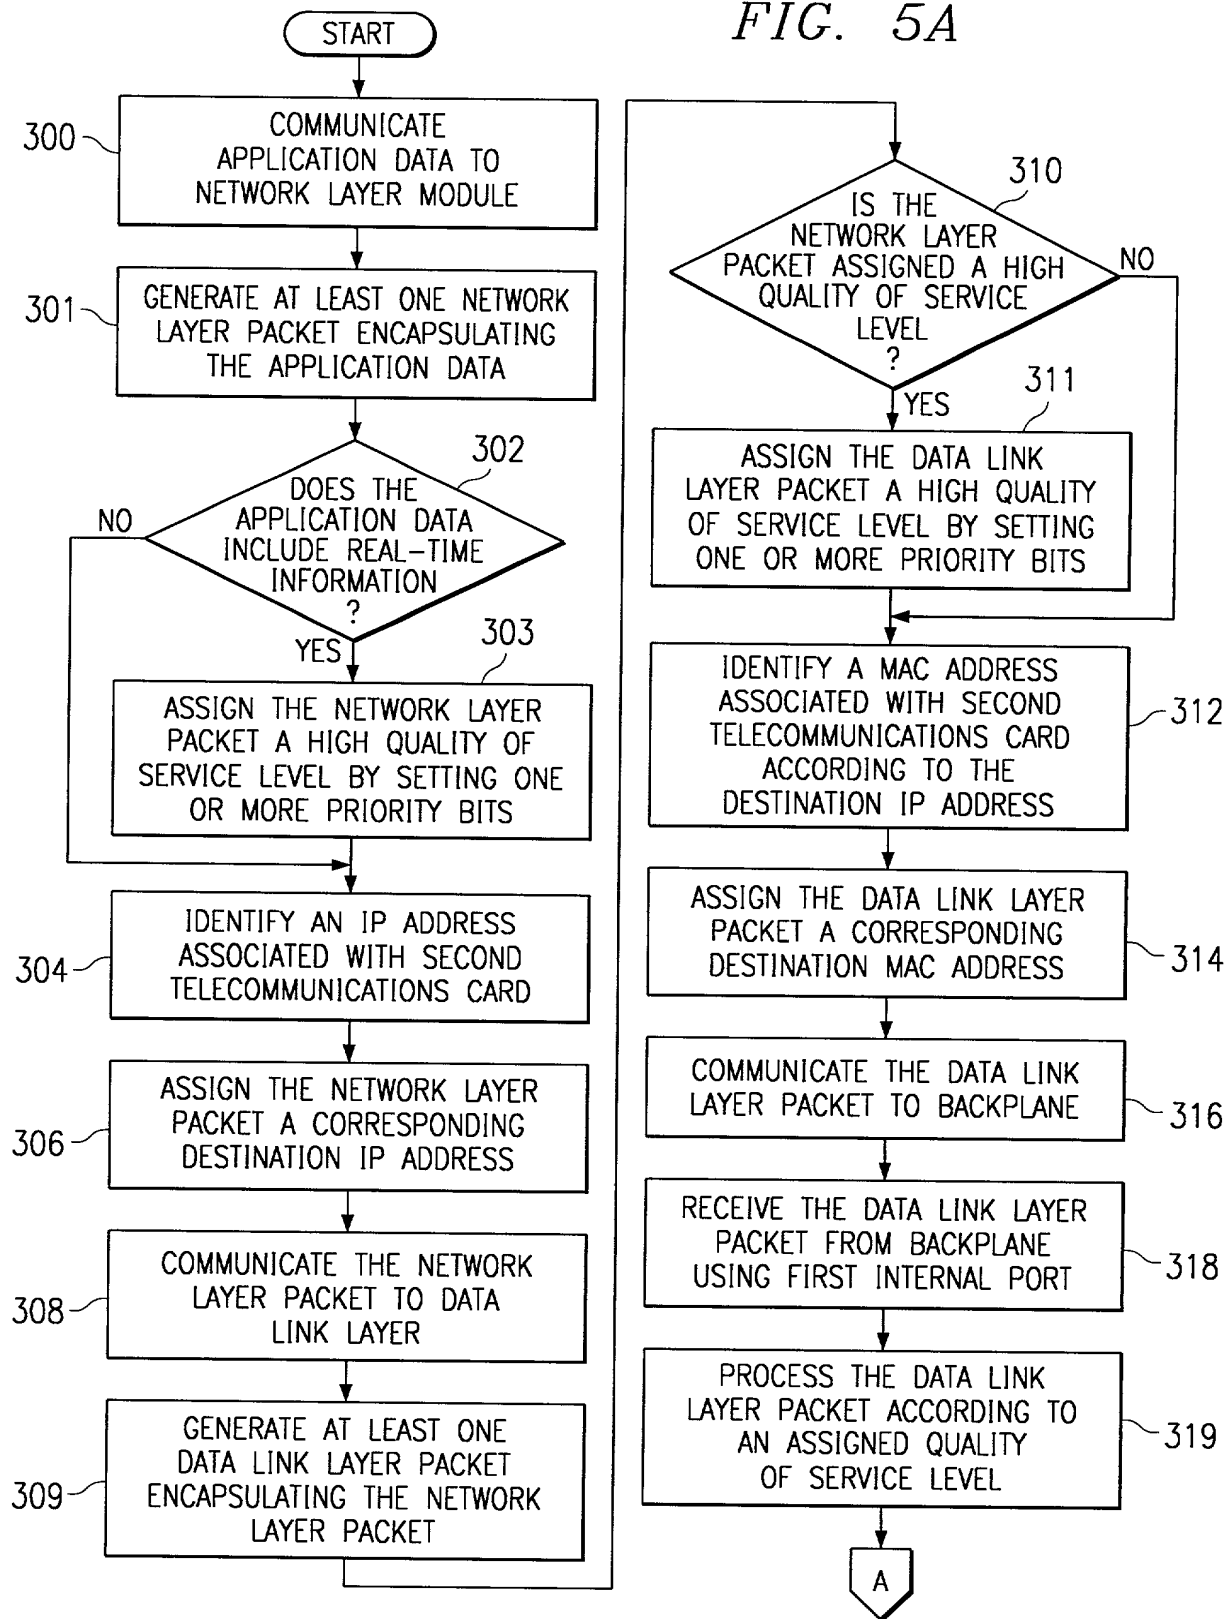 FIG. 5A
START
300
COMMUNICATE
APPLICATION DATA TO
NETWORK LAYER MODULE
301
GENERATE AT LEAST ONE NETWORK
LAYER PACKET ENCAPSULATING
THE APPLICATION DATA
302
DOES THE
APPLICATION DATA
INCLUDE REAL-TIME
INFORMATION
?
NO
YES
303
ASSIGN THE NETWORK LAYER
PACKET A HIGH QUALITY OF
SERVICE LEVEL BY SETTING ONE
OR MORE PRIORITY BITS
304
IDENTIFY AN IP ADDRESS
ASSOCIATED WITH SECOND
TELECOMMUNICATIONS CARD
306
ASSIGN THE NETWORK LAYER
PACKET A CORRESPONDING
DESTINATION IP ADDRESS
308
COMMUNICATE THE NETWORK
LAYER PACKET TO DATA
LINK LAYER
309
GENERATE AT LEAST ONE
DATA LINK LAYER PACKET
ENCAPSULATING THE NETWORK
LAYER PACKET
310
IS THE
NETWORK LAYER
PACKET ASSIGNED A HIGH
QUALITY OF SERVICE
LEVEL
?
NO
YES
311
ASSIGN THE DATA LINK
LAYER PACKET A HIGH QUALITY
OF SERVICE LEVEL BY SETTING
ONE OR MORE PRIORITY BITS
IDENTIFY A MAC ADDRESS
ASSOCIATED WITH SECOND
TELECOMMUNICATIONS CARD
ACCORDING TO THE
DESTINATION IP ADDRESS
312
ASSIGN THE DATA LINK LAYER
PACKET A CORRESPONDING
DESTINATION MAC ADDRESS
314
COMMUNICATE THE DATA LINK
LAYER PACKET TO BACKPLANE
316
RECEIVE THE DATA LINK LAYER
PACKET FROM BACKPLANE
USING FIRST INTERNAL PORT
318
PROCESS THE DATA LINK
LAYER PACKET ACCORDING TO
AN ASSIGNED QUALITY
OF SERVICE LEVEL
319
A